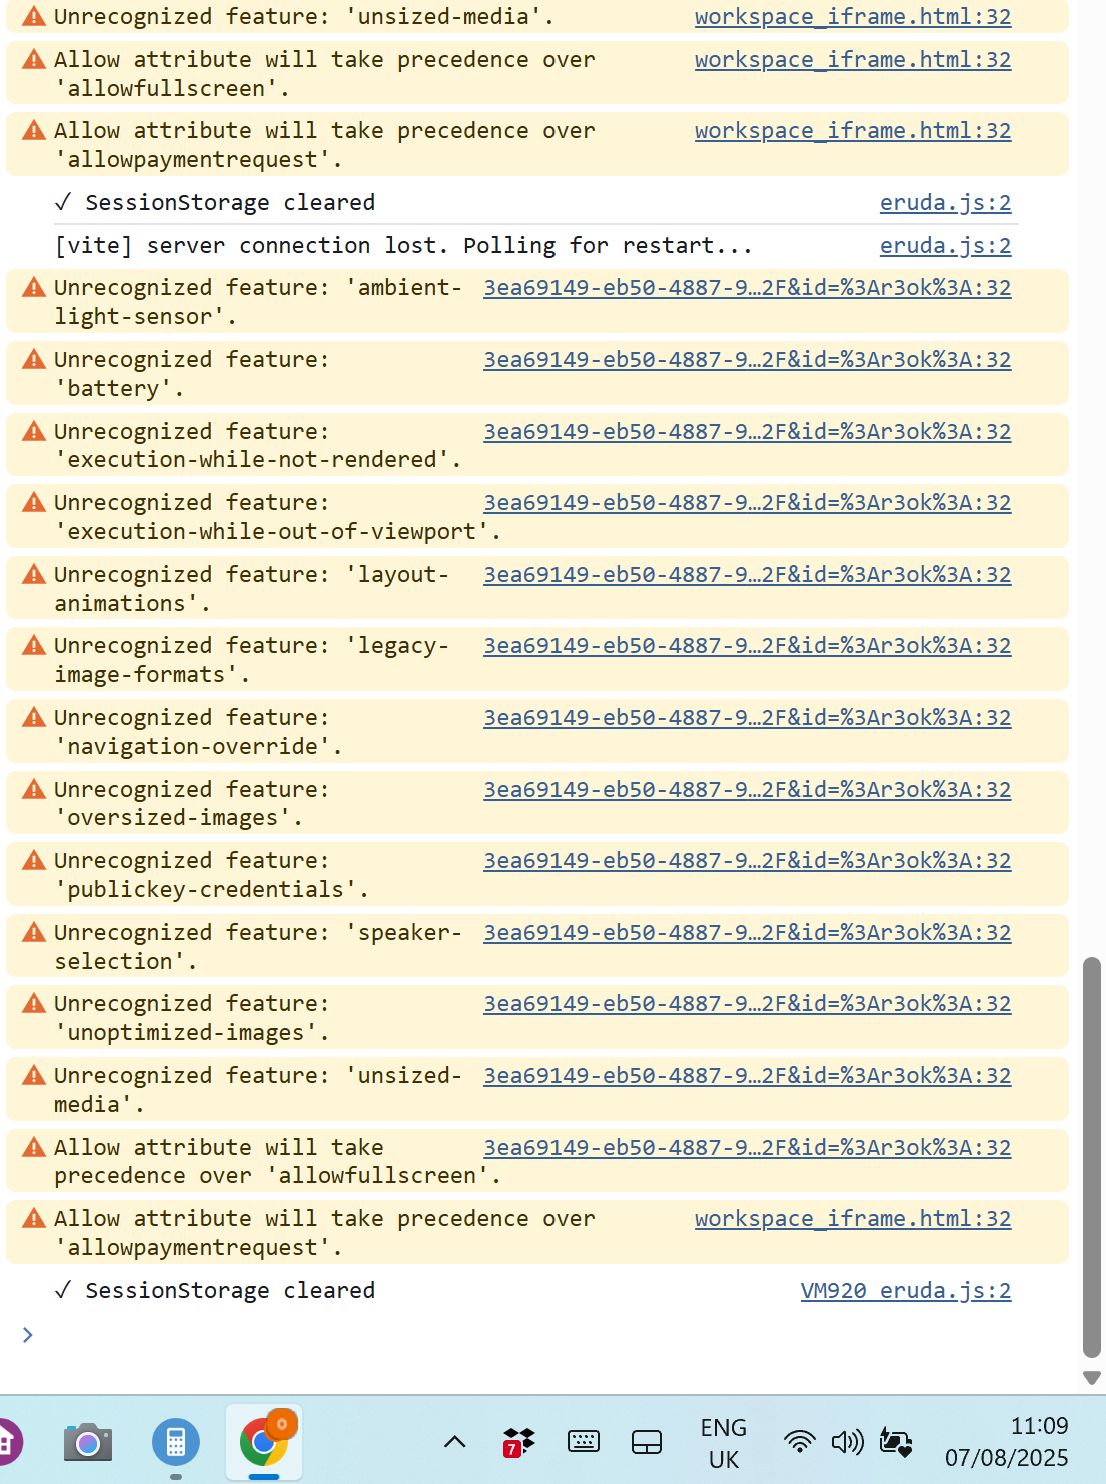 Unrecognized feature: 'unsized-media'. workspace_iframe.html:32
Allow attribute will take precedence over workspace_iframe.html:32
'allowfullscreen'.
Allow attribute will take precedence over workspace_iframe.html:32
'allowpaymentrequest'.
✓ SessionStorage cleared eruda.js:2
[vite] server connection lost. Polling for restart... eruda.js:2
Unrecognized feature: 'ambient- 3ea69149-eb50-4887-9…2F&id=%3Ar3ok%3A:32
light-sensor'.
Unrecognized feature: 3ea69149-eb50-4887-9…2F&id=%3Ar3ok%3A:32
'battery'.
Unrecognized feature: 3ea69149-eb50-4887-9…2F&id=%3Ar3ok%3A:32
'execution-while-not-rendered'.
Unrecognized feature: 3ea69149-eb50-4887-9…2F&id=%3Ar3ok%3A:32
'execution-while-out-of-viewport'.
Unrecognized feature: 'layout- 3ea69149-eb50-4887-9…2F&id=%3Ar3ok%3A:32
animations'.
Unrecognized feature: 'legacy- 3ea69149-eb50-4887-9…2F&id=%3Ar3ok%3A:32
image-formats'.
Unrecognized feature: 3ea69149-eb50-4887-9…2F&id=%3Ar3ok%3A:32
'navigation-override'.
Unrecognized feature: 3ea69149-eb50-4887-9…2F&id=%3Ar3ok%3A:32
'oversized-images'.
Unrecognized feature: 3ea69149-eb50-4887-9…2F&id=%3Ar3ok%3A:32
'publickey-credentials'.
Unrecognized feature: 'speaker- 3ea69149-eb50-4887-9…2F&id=%3Ar3ok%3A:32
selection'.
Unrecognized feature: 3ea69149-eb50-4887-9…2F&id=%3Ar3ok%3A:32
'unoptimized-images'.
Unrecognized feature: 'unsized- 3ea69149-eb50-4887-9…2F&id=%3Ar3ok%3A:32
media'.
Allow attribute will take 3ea69149-eb50-4887-9…2F&id=%3Ar3ok%3A:32
precedence over 'allowfullscreen'.
Allow attribute will take precedence over workspace_iframe.html:32
'allowpaymentrequest'.
✓ SessionStorage cleared VM920 eruda.js:2
7
ENG
UK
11:09
07/08/2025